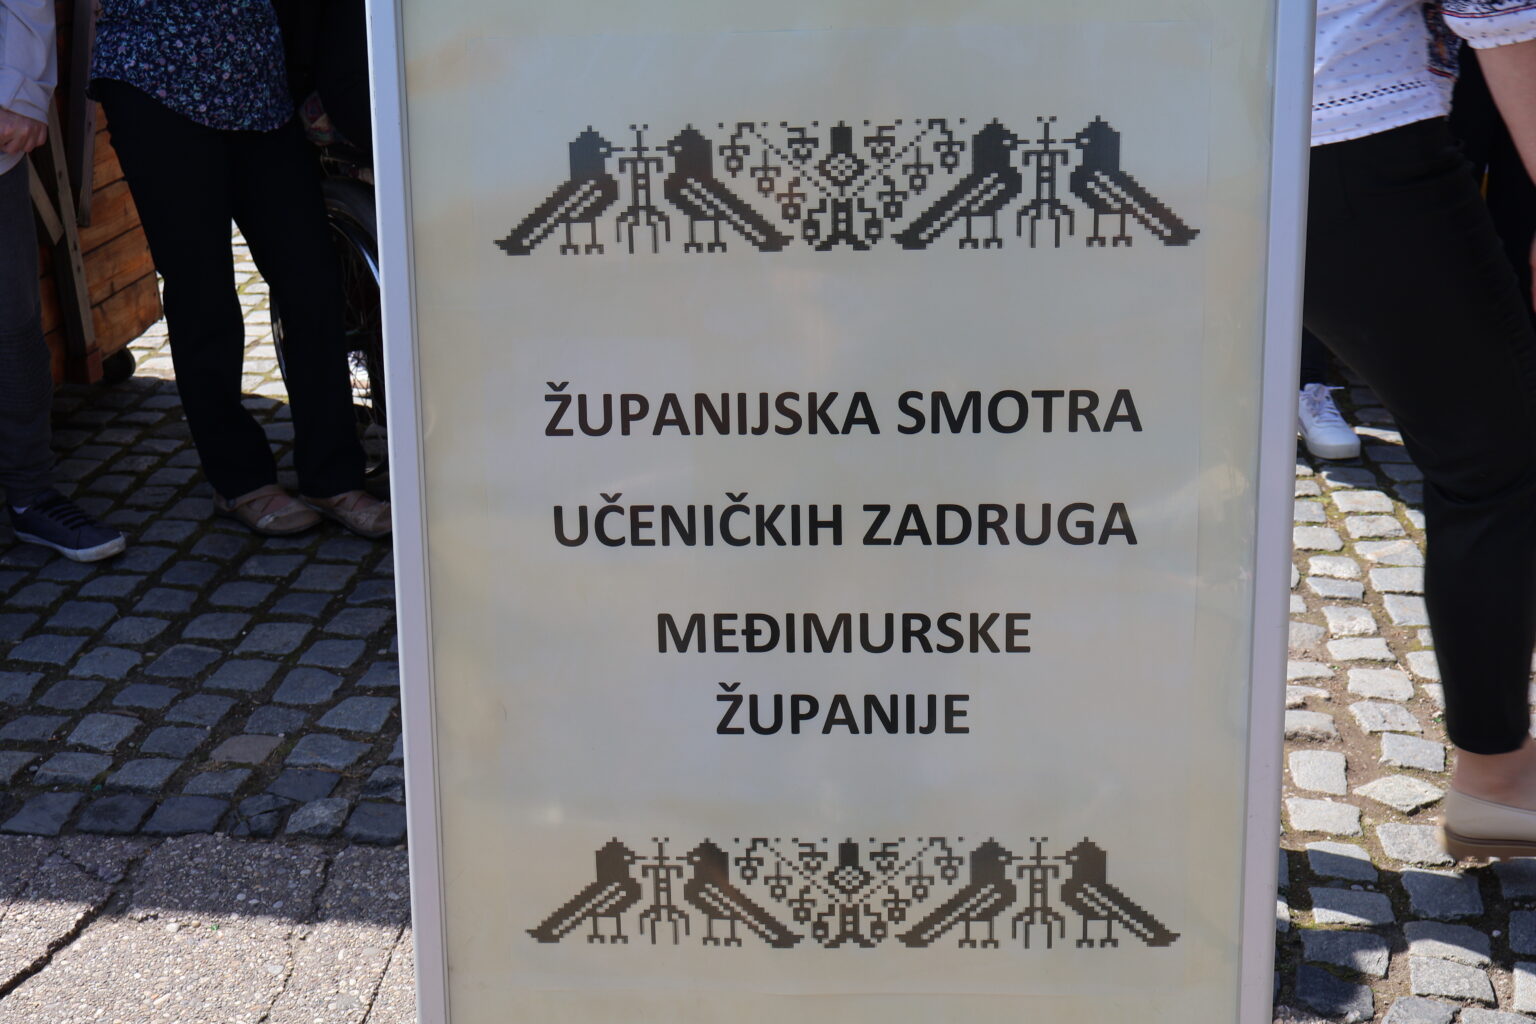 ŽUPANIJSKA SMOTRA
UČENIČKIH ZADRUGA
MEĐIMURSKE
ŽUPANIJE